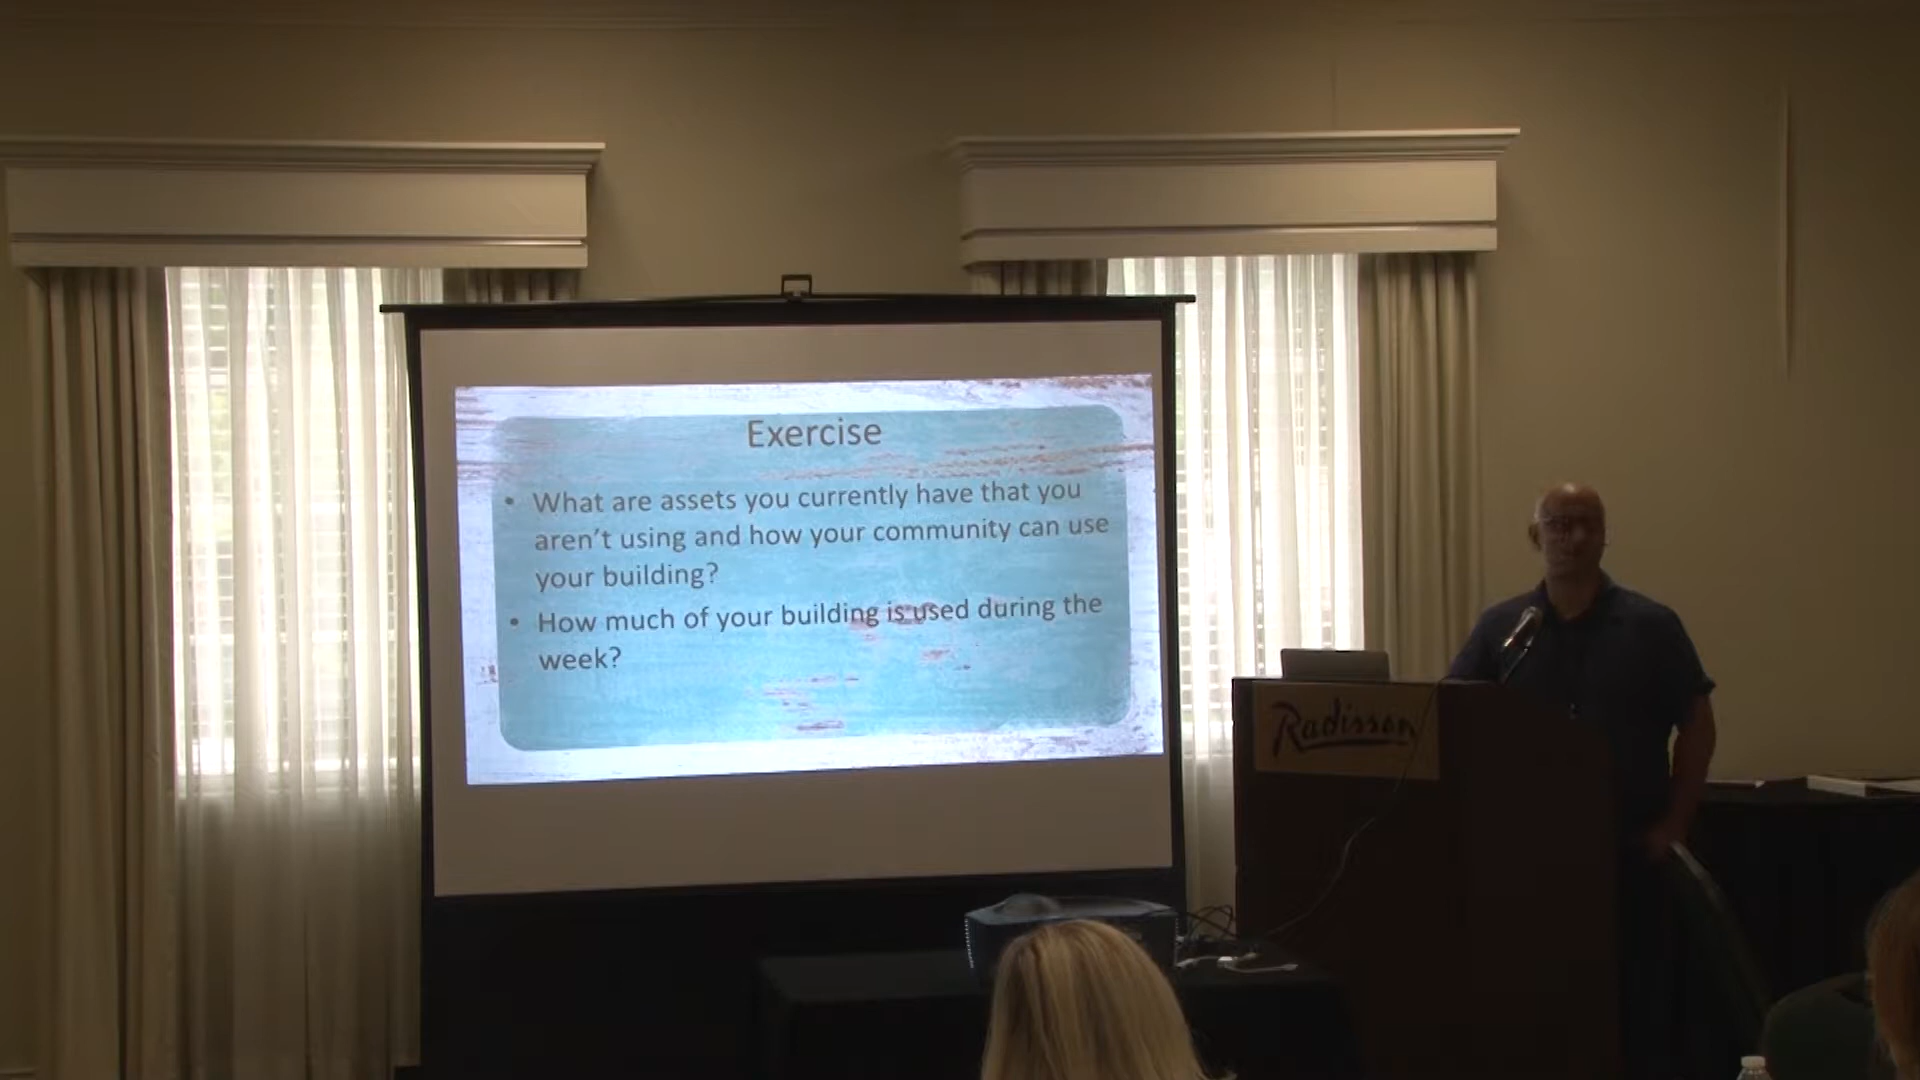 Exercise
• What are assets you currently have that you
aren't using and how your community can use
your building?
• How much of your building is used during the
week?
Radisson